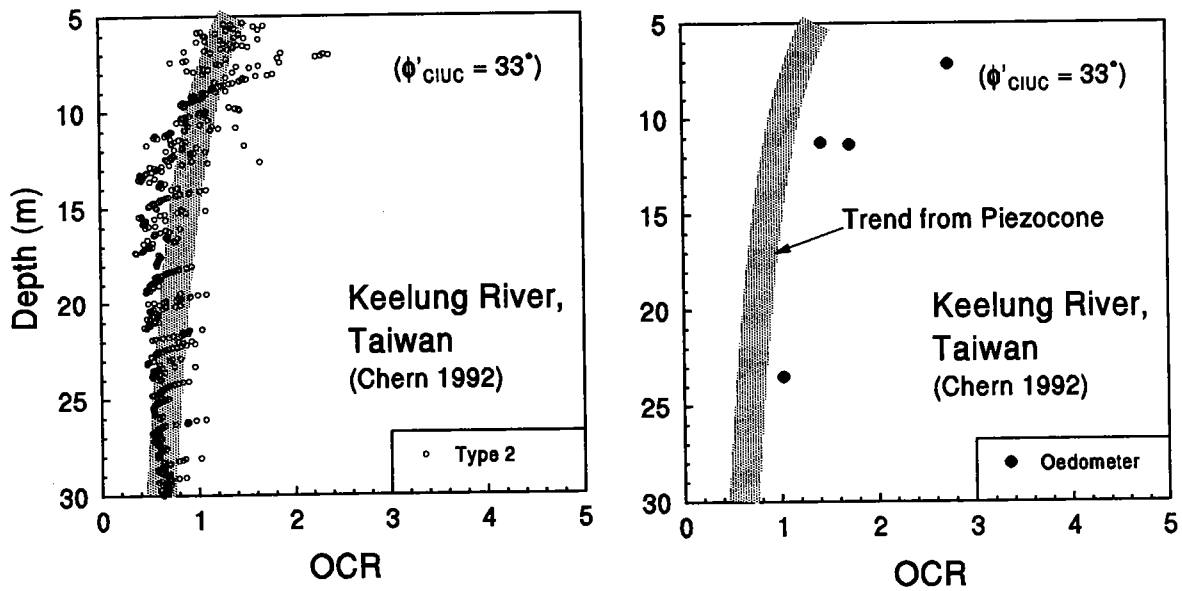 5
10
15
20
25
30
Depth (m)
0 1 2 3 4 5
OCR
(ϕ'CIUC = 33°)
Keelung River,
Taiwan
(Chern 1992)
Type 2
5
10
15
20
25
30
0 1 2 3 4 5
OCR
(ϕ'CIUC = 33°)
Trend from Piezocone
Keelung River,
Taiwan
(Chern 1992)
Oedometer